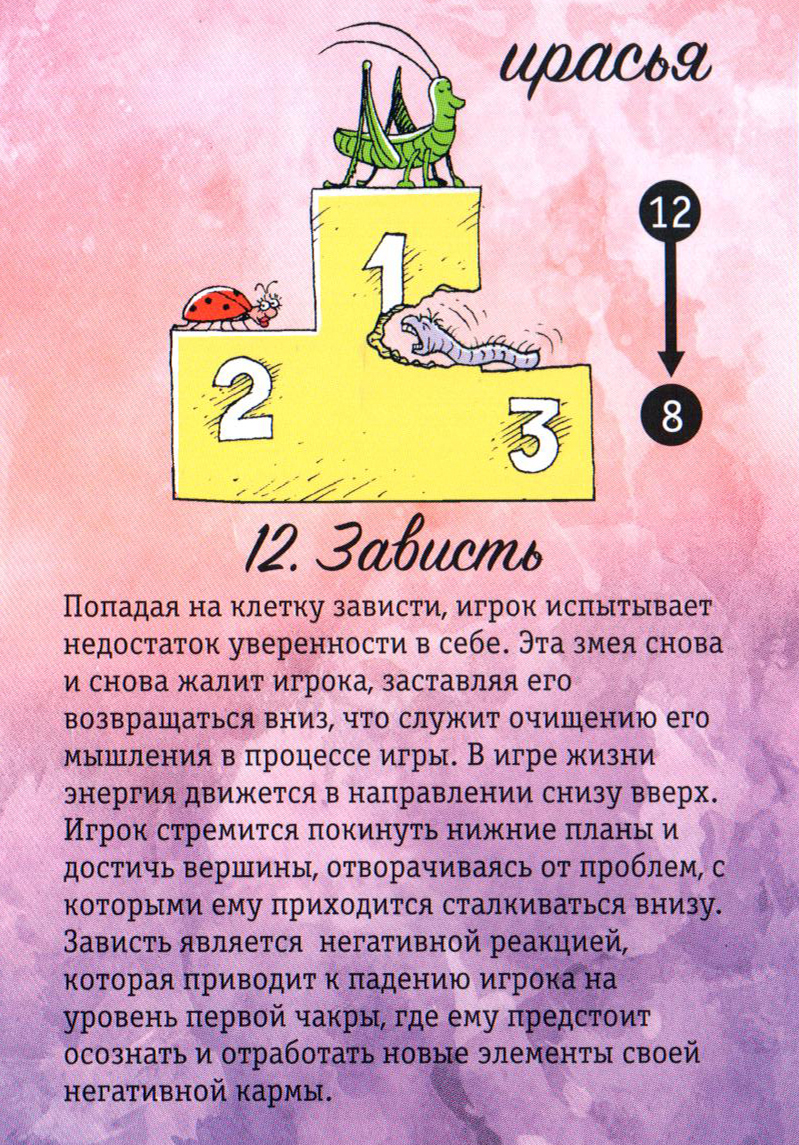 ирасья
12
1
2
3
8
12. Зависть
Попадая на клетку зависти, игрок испытывает
недостаток уверенности в себе. Эта змея снова
и снова жалит игрока, заставляя его
возвращаться вниз, что служит очищению его
мышления в процессе игры. В игре жизни
энергия движется в направлении снизу вверх.
Игрок стремится покинуть нижние планы и
достичь вершины, отворачиваясь от проблем, с
которыми ему приходится сталкиваться внизу.
Зависть является негативной реакцией,
которая приводит к падению игрока на
уровень первой чакры, где ему предстоит
осознать и отработать новые элементы своей
негативной кармы.